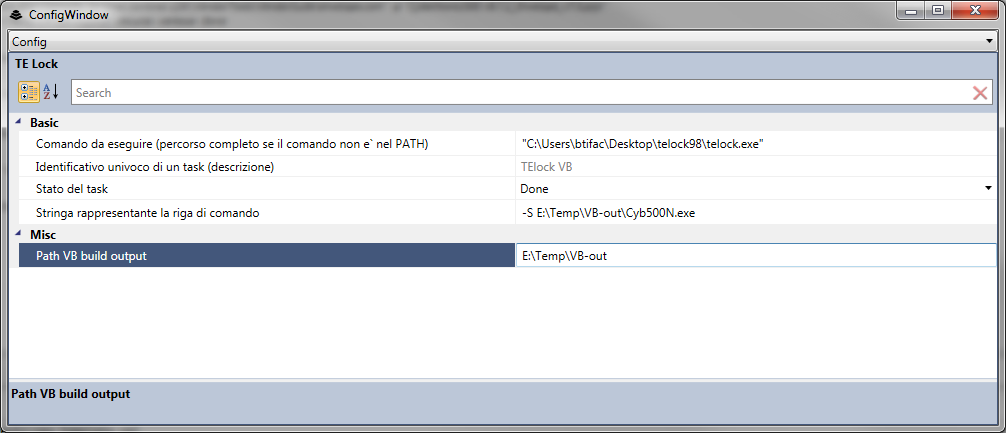 ConfigWindow
Config
TE Lock
Search
Basic
Comando da eseguire (percorso completo se il comando non e` nel PATH) "C:\Users\btifac\Desktop\telock98\telock.exe"
Identificativo univoco di un task (descrizione) TElock VB
Stato del task Done
Stringa rappresentante la riga di comando -S E:\Temp\VB-out\Cyb500N.exe
Misc
Path VB build output E:\Temp\VB-out
Path VB build output